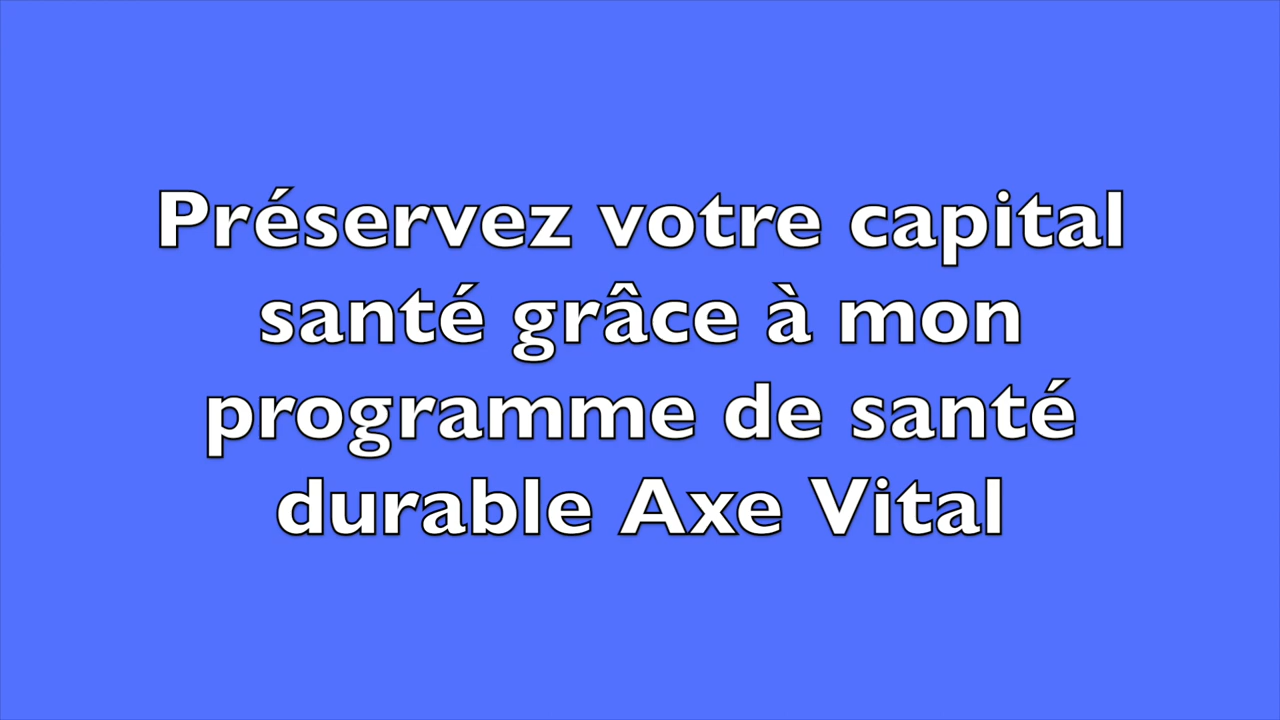 Préservez votre capital
santé grâce à mon
programme de santé
durable Axe Vital